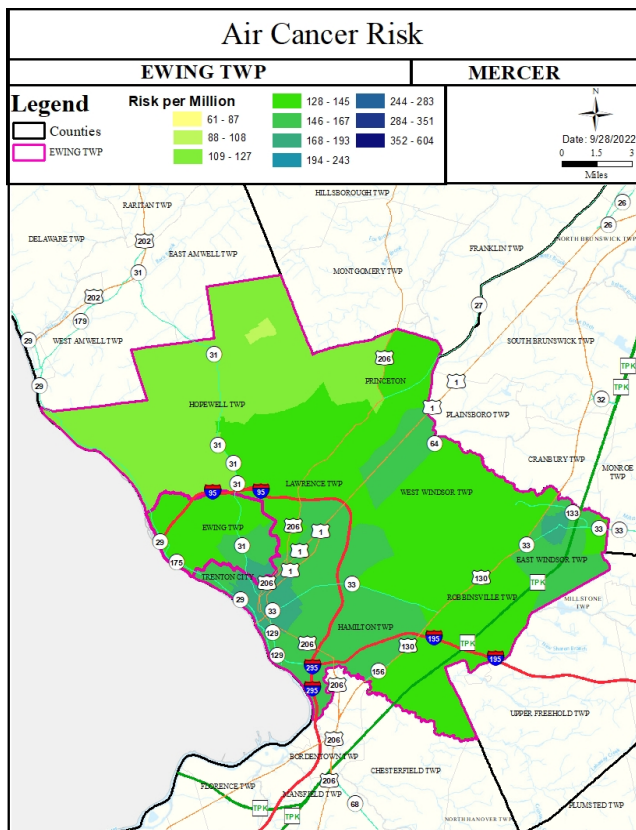 Air Cancer Risk
EWING TWP
MERCER
Legend
Counties
EWING TWP
Risk per Million
61 - 87
88 - 108
109 - 127
128 - 145
146 - 167
168 - 193
194 - 243
244 - 283
284 - 351
352 - 604
N
Date: 9/28/2022
0 1.5 3
Miles
HILLSBOROUGH TWP
RARITAN TWP
26
26
DELAWARE TWP
202
EAST AMWELL TWP
FRANKLIN TWP
NORTH BRUNSWICK TWP
31
MONTGOMERY TWP
202
27
179
29
WEST AMWELL TWP
SOUTH BRUNSWICK TWP
31
206
TPK
TPK
29
PRINCETON
1
32
HOPEWELL TWP
1
PLAINSBORO TWP
31
64
CRANBURY TWP
31
MONROE TWP
31
LAWRENCE TWP
95
95
WEST WINDSOR TWP
133
EWING TWP
206
1
33
33
29
31
1
33
EAST WINDSOR TWP
175
1
TRENTON CITY
206
33
130
TPK
29
ROBBINSVILLE TWP
MILLSTONE TWP
33
129
HAMILTON TWP
206
195
TPK
129
130
195
295
156
295
206
UPPER FREEHOLD TWP
206
BORDENTOWN TWP
CHESTERFIELD TWP
206
FLORENCE TWP
MANSFIELD TWP
68
PLUMSTED TWP
TPK
TPK
NORTH HANOVER TWP